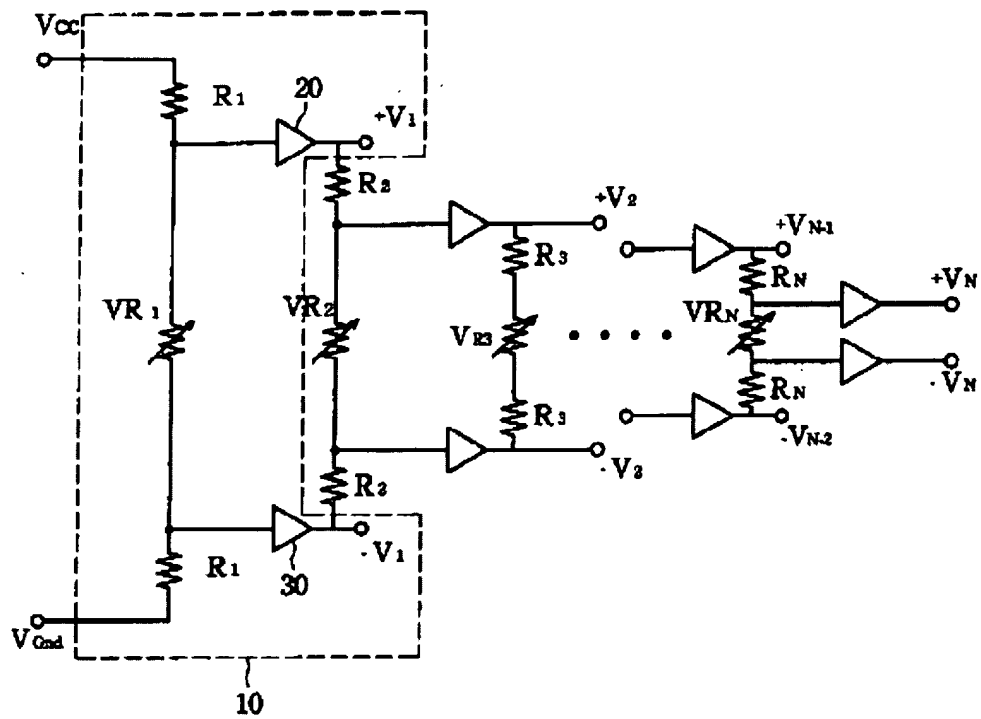 VCC
R1
20
+V1
R2
+V2
R3
+VN-1
RN
+VN
VR1
VR2
VR3
VRN
-VN
RN
-VN-2
R3
-V2
R2
-V1
R1
30
VGnd
10